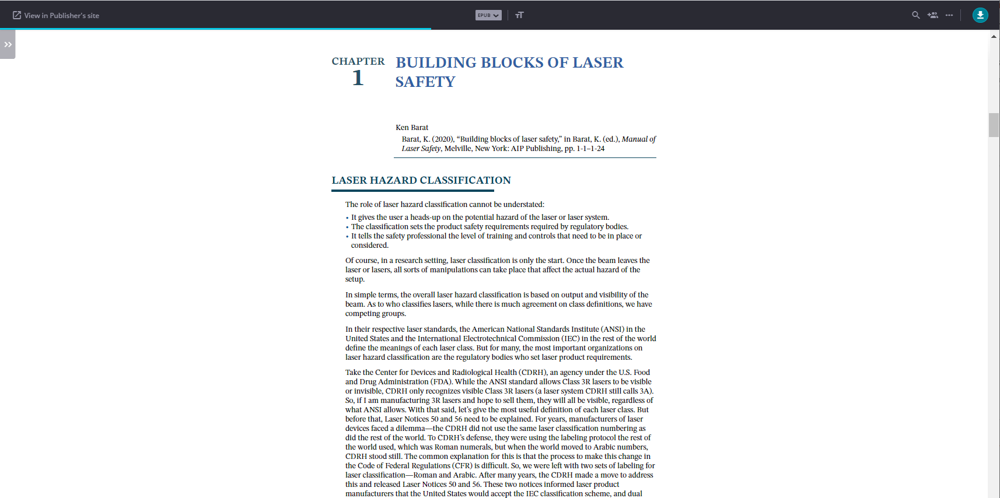 View in Publisher's site
EPUB
CHAPTER
1
BUILDING BLOCKS OF LASER
SAFETY
Ken Barat
Barat, K. (2020), “Building blocks of laser safety,” in Barat, K. (ed.), Manual of
Laser Safety, Melville, New York: AIP Publishing, pp. 1-1–1-24
LASER HAZARD CLASSIFICATION
The role of laser hazard classification cannot be understated:
• It gives the user a heads-up on the potential hazard of the laser or laser system.
• The classification sets the product safety requirements required by regulatory bodies.
• It tells the safety professional the level of training and controls that need to be in place or
considered.
Of course, in a research setting, laser classification is only the start. Once the beam leaves the
laser or lasers, all sorts of manipulations can take place that affect the actual hazard of the
setup.
In simple terms, the overall laser hazard classification is based on output and visibility of the
beam. As to who classifies lasers, while there is much agreement on class definitions, we have
competing groups.
In their respective laser standards, the American National Standards Institute (ANSI) in the
United States and the International Electrotechnical Commission (IEC) in the rest of the world
define the meanings of each laser class. But for many, the most important organizations on
laser hazard classification are the regulatory bodies who set laser product requirements.
Take the Center for Devices and Radiological Health (CDRH), an agency under the U.S. Food
and Drug Administration (FDA). While the ANSI standard allows Class 3R lasers to be visible
or invisible, CDRH only recognizes visible Class 3R lasers (a laser system CDRH still calls 3A).
So, if I am manufacturing 3R lasers and hope to sell them, they will all be visible, regardless of
what ANSI allows. With that said, let’s give the most useful definition of each laser class. But
before that, Laser Notices 50 and 56 need to be explained. For years, manufacturers of laser
devices faced a dilemma—the CDRH did not use the same laser classification numbering as
did the rest of the world. To CDRH’s defense, they were using the labeling protocol the rest of
the world used, which was Roman numerals, but when the world moved to Arabic numbers,
CDRH stood still. The common explanation for this is that the process to make this change in
the Code of Federal Regulations (CFR) is difficult. So, we were left with two sets of labeling for
laser classification—Roman and Arabic. After many years, the CDRH made a move to address
this and released Laser Notices 50 and 56. These two notices informed laser product
manufacturers that the United States would accept the IEC classification scheme, and dual